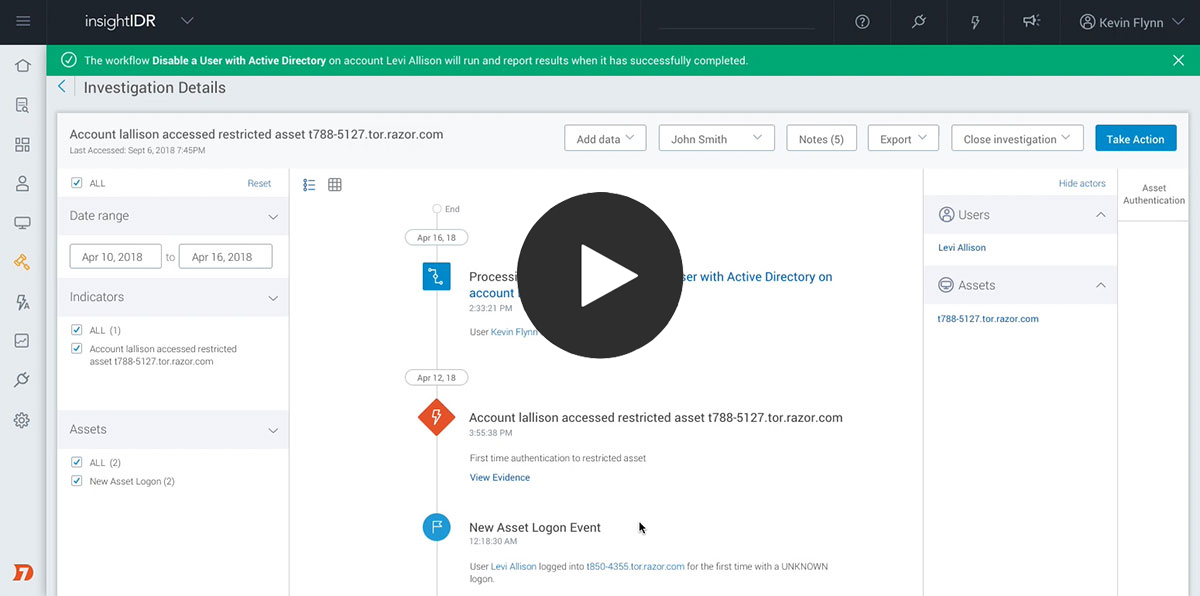 insightIDR
Kevin Flynn
The workflow Disable a User with Active Directory on account Levi Allison will run and report results when it has successfully completed.
Investigation Details
Account lallison accessed restricted asset t788-5127.tor.razor.com
Last Accessed: Sept 6, 2018 7:45PM
Add data
John Smith
Notes (5)
Export
Close investigation
Take Action
ALL
Reset
Date range
Apr 10, 2018 to Apr 16, 2018
Indicators
ALL (1)
Account lallison accessed restricted
asset t788-5127.tor.razor.com
Assets
ALL (2)
New Asset Logon (2)
End
Apr 16, 18
with Active Directory on
account
2:33:21 PM
User Kevin Flynn
Apr 12, 18
Account lallison accessed restricted asset t788-5127.tor.razor.com
3:55:38 PM
First time authentication to restricted asset
View Evidence
New Asset Logon Event
12:18:30 AM
User Levi Allison logged into t850-4355.tor.razor.com for the first time with a UNKNOWN
logon.
Hide actors
Users
Levi Allison
Assets
t788-5127.tor.razor.com
Asset
Authentication